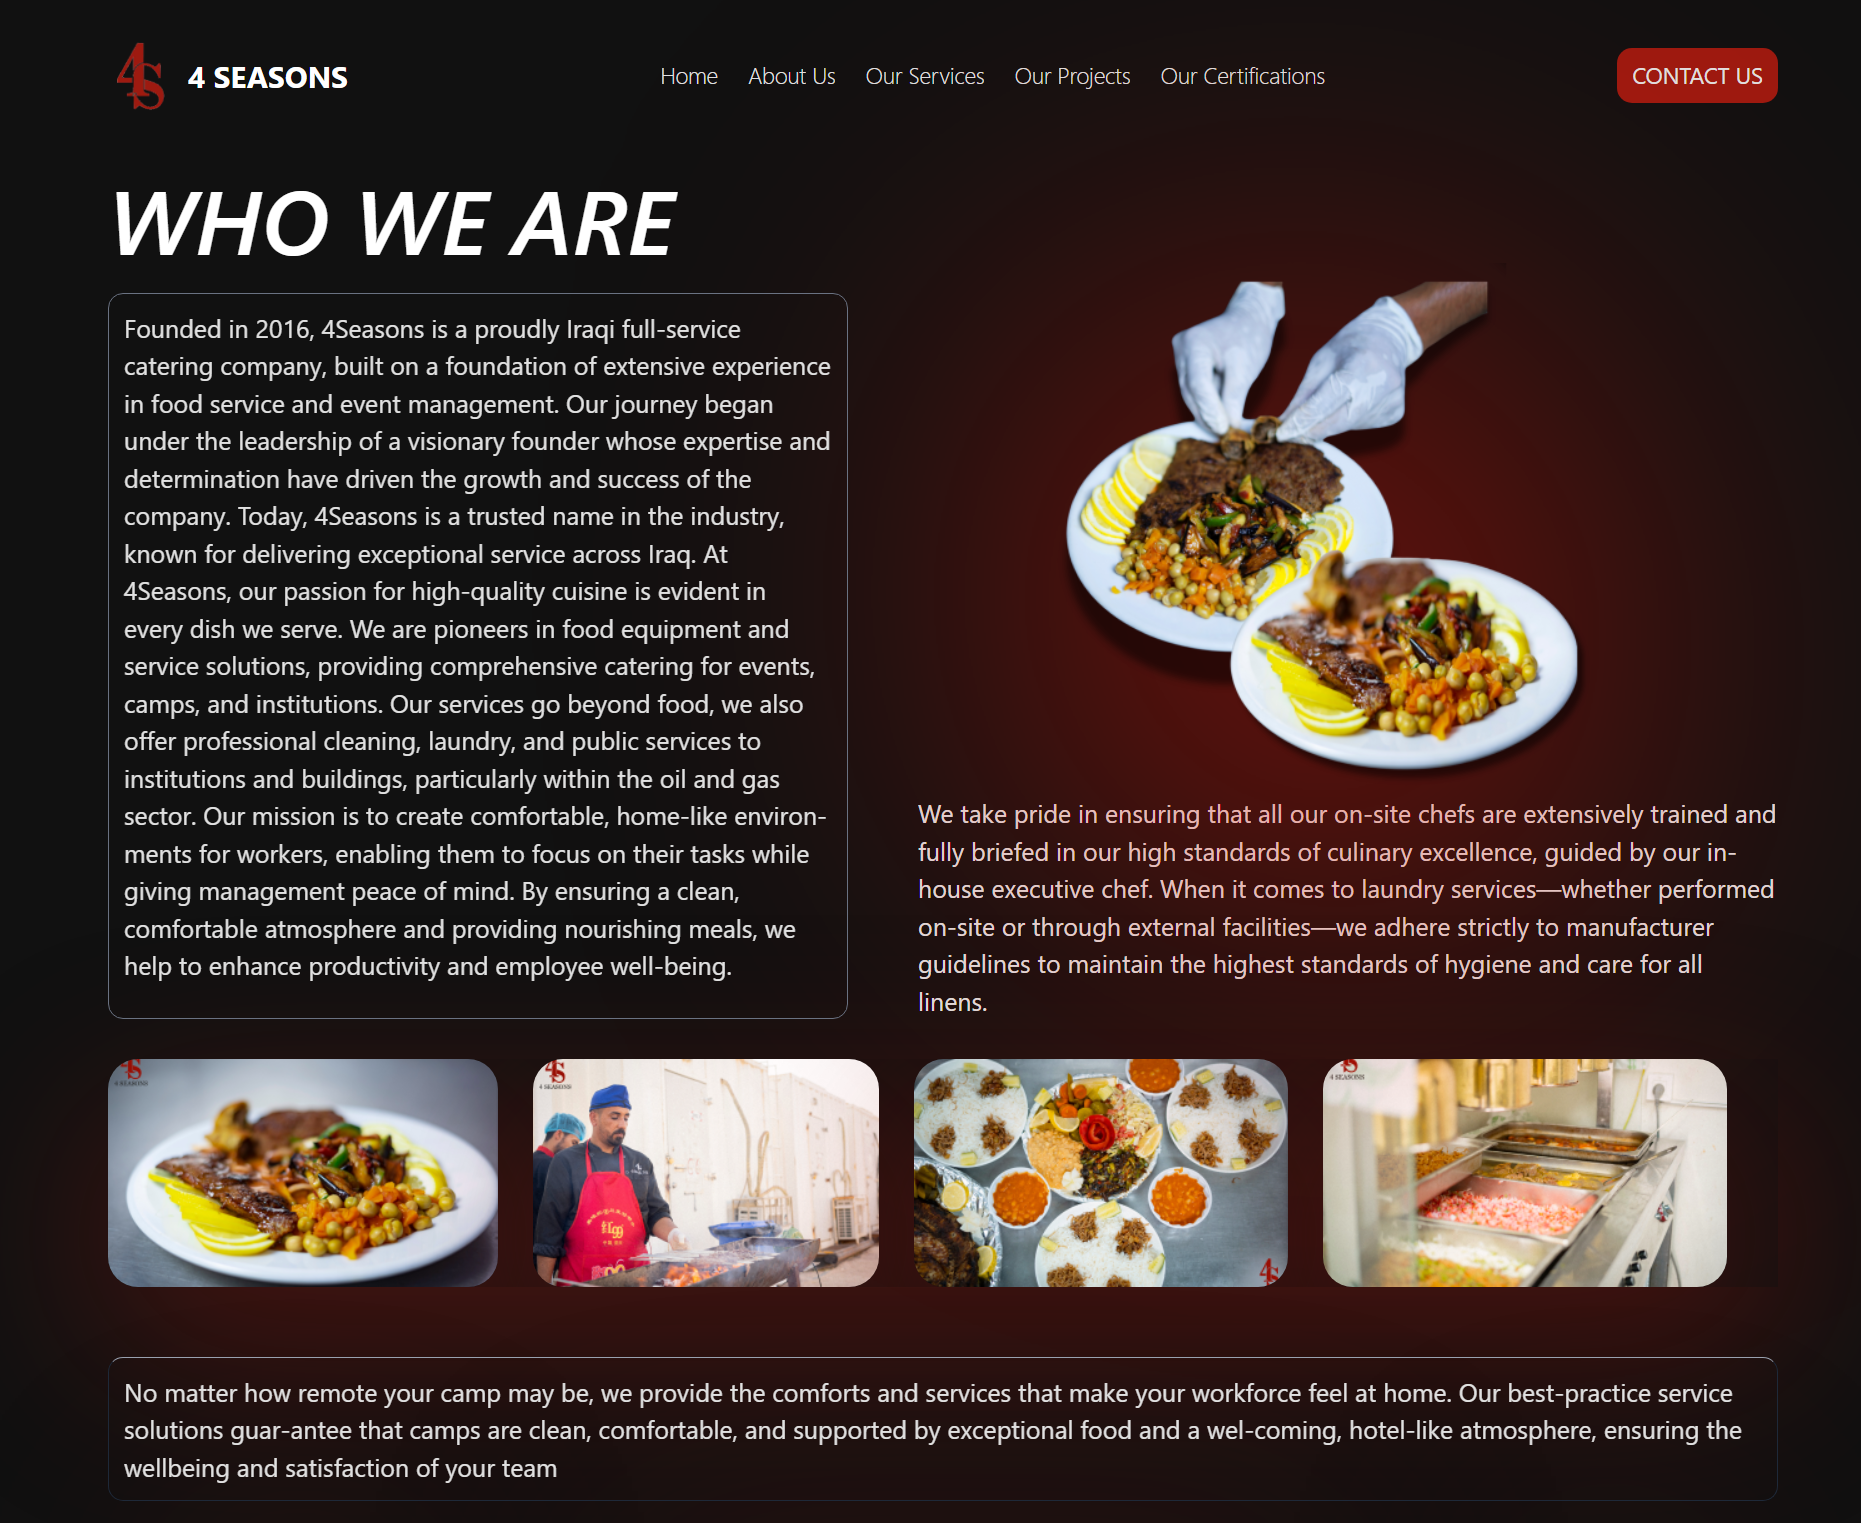 4S
4 SEASONS
Home
About Us
Our Services
Our Projects
Our Certifications
CONTACT US
WHO WE ARE
Founded in 2016, 4Seasons is a proudly Iraqi full-service
catering company, built on a foundation of extensive experience
in food service and event management. Our journey began
under the leadership of a visionary founder whose expertise and
determination have driven the growth and success of the
company. Today, 4Seasons is a trusted name in the industry,
known for delivering exceptional service across Iraq. At
4Seasons, our passion for high-quality cuisine is evident in
every dish we serve. We are pioneers in food equipment and
service solutions, providing comprehensive catering for events,
camps, and institutions. Our services go beyond food, we also
offer professional cleaning, laundry, and public services to
institutions and buildings, particularly within the oil and gas
sector. Our mission is to create comfortable, home-like environ-
ments for workers, enabling them to focus on their tasks while
giving management peace of mind. By ensuring a clean,
comfortable atmosphere and providing nourishing meals, we
help to enhance productivity and employee well-being.
We take pride in ensuring that all our on-site chefs are extensively trained and
fully briefed in our high standards of culinary excellence, guided by our in-
house executive chef. When it comes to laundry services—whether performed
on-site or through external facilities—we adhere strictly to manufacturer
guidelines to maintain the highest standards of hygiene and care for all
linens.
4S
4 SEASONS
4S
4 SEASONS
4S
4S
4 SEASONS
No matter how remote your camp may be, we provide the comforts and services that make your workforce feel at home. Our best-practice service
solutions guar-antee that camps are clean, comfortable, and supported by exceptional food and a wel-coming, hotel-like atmosphere, ensuring the
wellbeing and satisfaction of your team